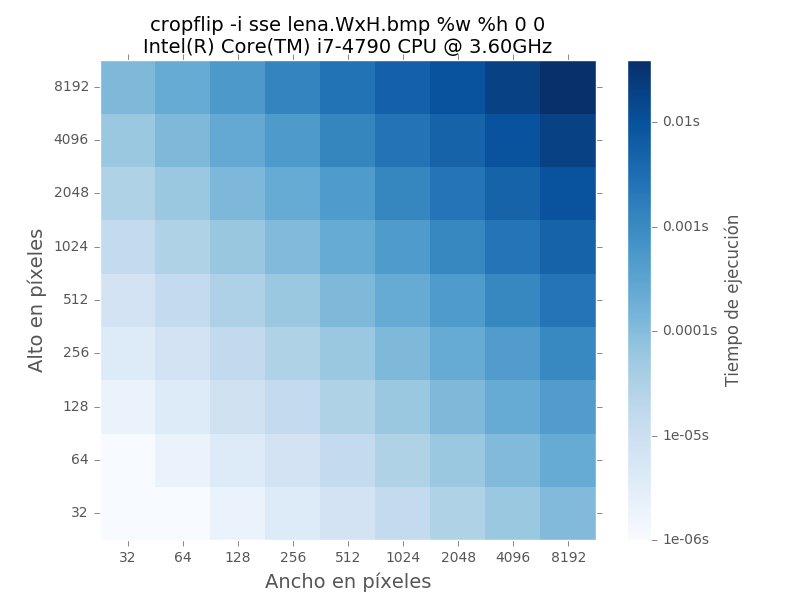 cropflip -i sse lena.WxH.bmp %w %h 0 0
Intel(R) Core(TM) i7-4790 CPU @ 3.60GHz
Alto en píxeles
8192
4096
2048
1024
512
256
128
64
32
32 64 128 256 512 1024 2048 4096 8192
Ancho en píxeles
0.01s
0.001s
0.0001s
1e-05s
1e-06s
Tiempo de ejecución